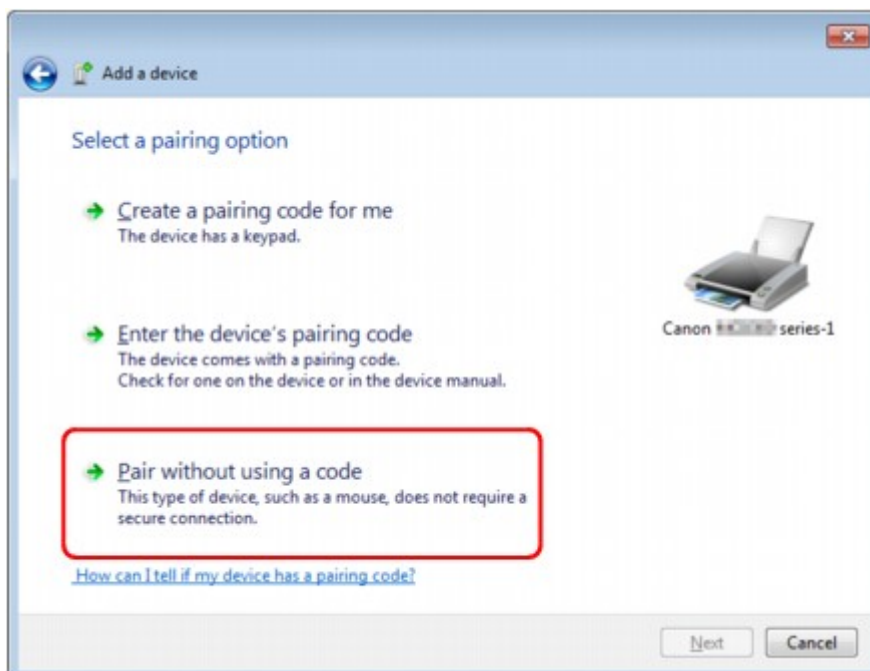 Add a device
Select a pairing option
Create a pairing code for me
The device has a keypad.
Enter the device's pairing code
The device comes with a pairing code.
Check for one on the device or in the device manual.
Pair without using a code
This type of device, such as a mouse, does not require a
secure connection.
How can I tell if my device has a pairing code?
Canon series-1
Next
Cancel